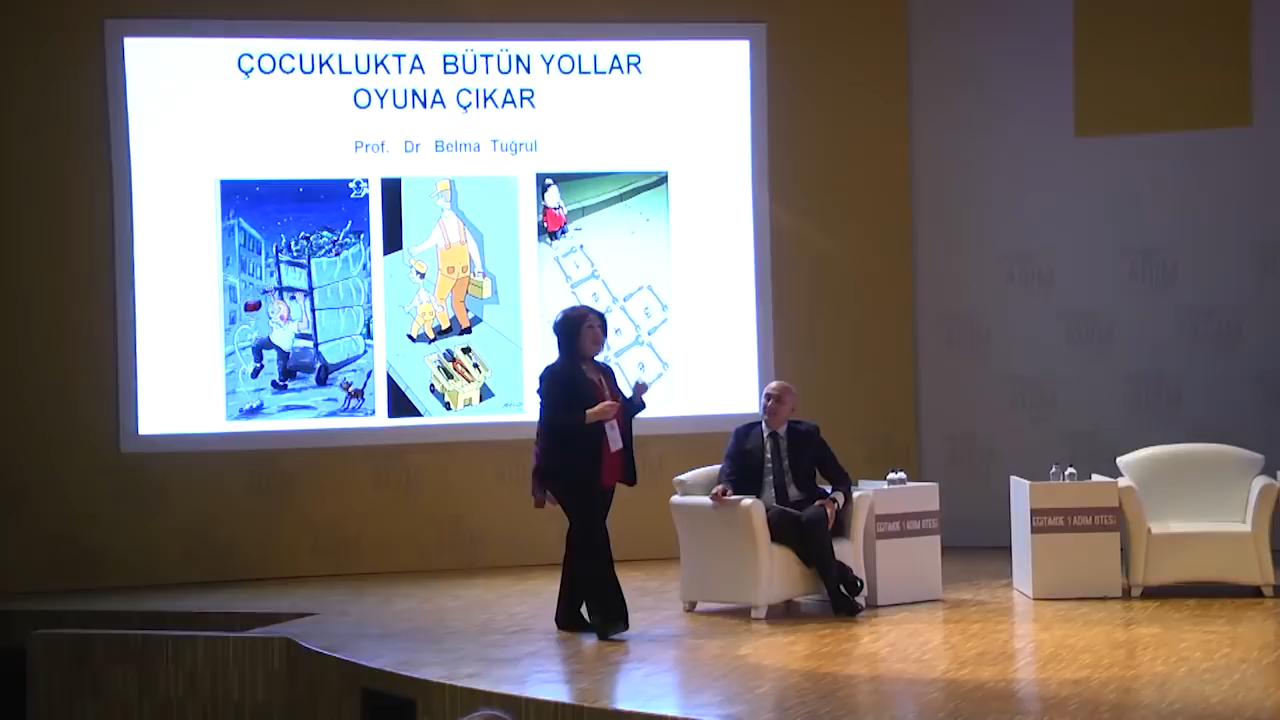 ÇOCUKLUKTA BÜTÜN YOLLAR
OYUNA ÇIKAR
Prof. Dr Belma Tuğrul
EĞİTİMDE 1 ADIM ÖTESİ
EĞİTİMDE 1 ADIM ÖTESİ